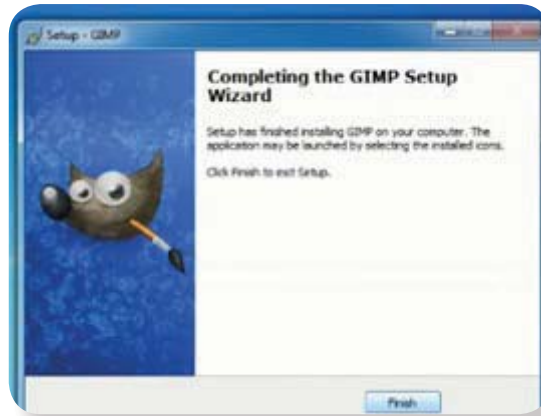 Setup - GIMP
Completing the GIMP Setup
Wizard
Setup has finished installing GIMP on your computer. The
application may be launched by selecting the installed icons.
Click Finish to exit Setup.
Finish